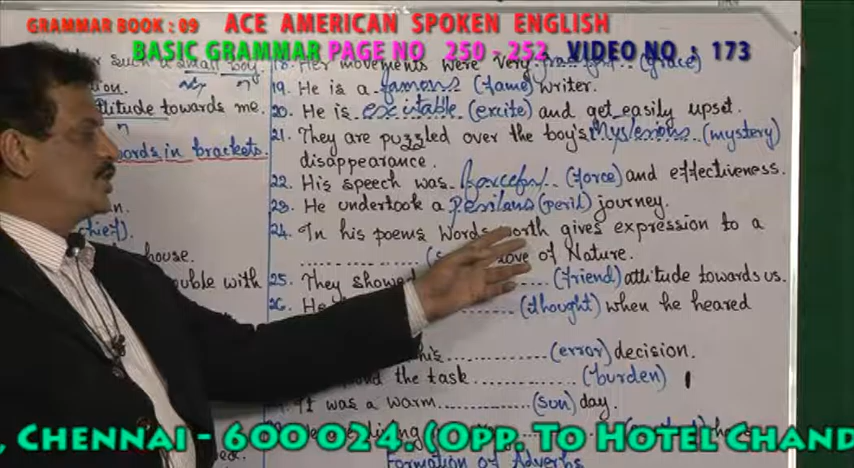 GRAMMAR BOOK : 09 ACE AMERICAN SPOKEN ENGLISH
BASIC GRAMMAR PAGE NO 250 - 252 VIDEO NO : 173
such a small boy
titude towards me.
words in brackets.
chief).
house.
ouble with
18. Her movements were very graceful (grace)
19. He is a famous (fame) writer.
20. He is excitable (excite) and get easily upset.
21. They are puzzled over the boy's Mysterious (mystery)
disappearance.
22. His speech was forceful (force) and effectiveness.
23. He undertook a perilous (peril) journey.
24. In his poems Wordsworth gives expression to a
love of Nature.
25. They showed (friend) attitude towards us.
26. He (thought) when he heared
his (error) decision.
the task (burden)
It was a warm (sun) day.
Formation of Adverbs
, CHENNAI - 600 024. (OPP. TO HOTEL CHAND